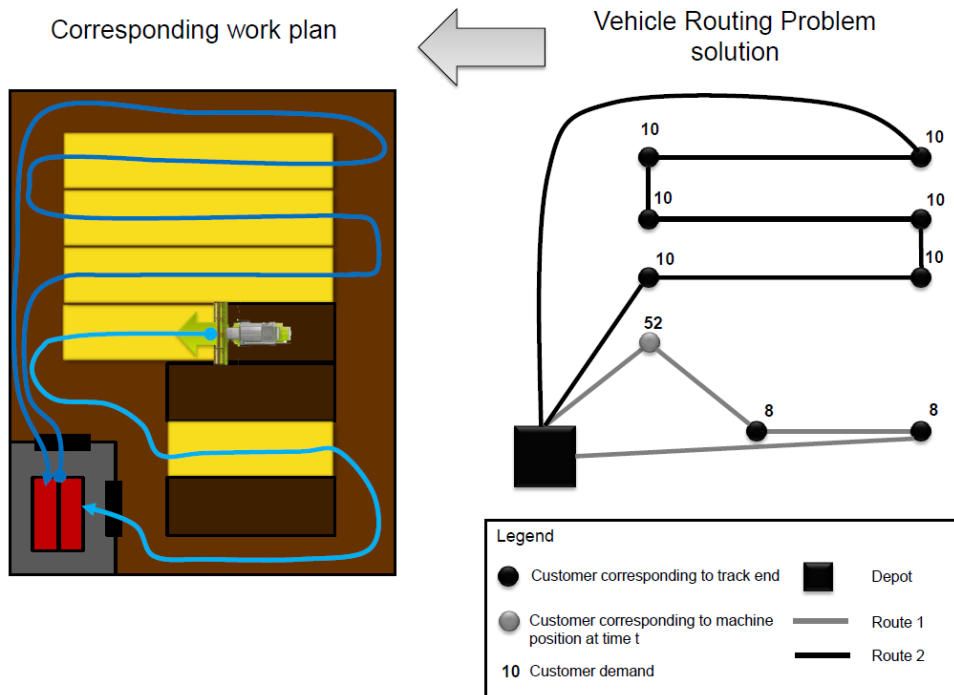 Corresponding work plan
Vehicle Routing Problem
solution
10
10
10
10
10
10
52
8
8
Legend
Customer corresponding to track end
Depot
Customer corresponding to machine
position at time t
Route 1
10 Customer demand
Route 2